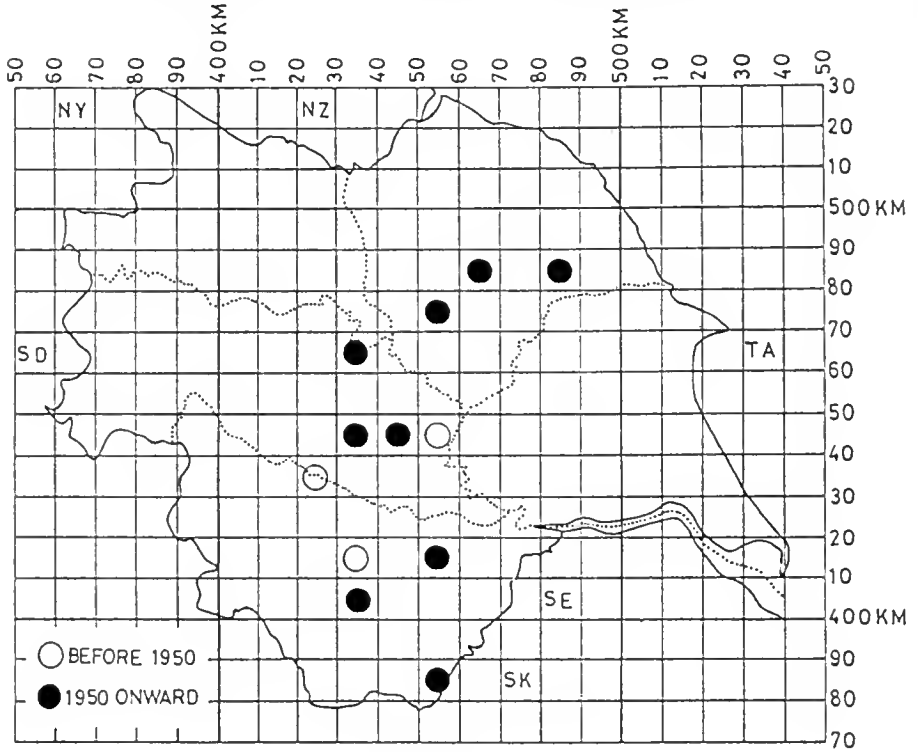 50 60 70 80 90 400KM 10 20 30 40 50 60 70 80 90 500KM 10 20 30 40 50
30
NY NZ
20
10
500KM
90
80
70
SD TA
60
50
40
30
20
10
SE
400KM
BEFORE 1950
90
SK
1950 ONWARD
80
70